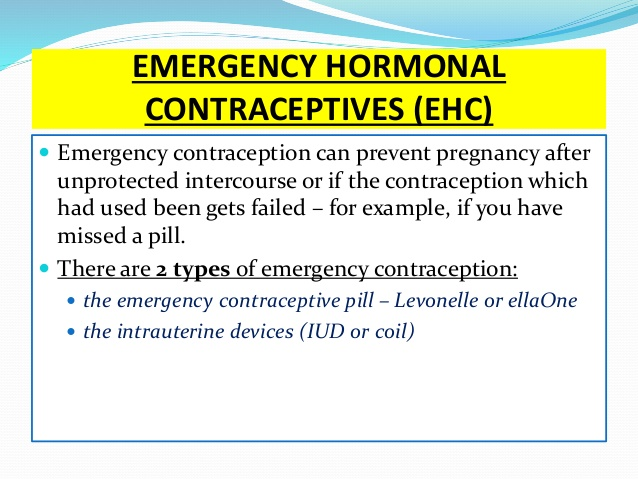 EMERGENCY HORMONAL
CONTRACEPTIVES (EHC)
Emergency contraception can prevent pregnancy after
unprotected intercourse or if the contraception which
had used been gets failed – for example, if you have
missed a pill.
There are 2 types of emergency contraception:
the emergency contraceptive pill – Levonelle or ellaOne
the intrauterine devices (IUD or coil)